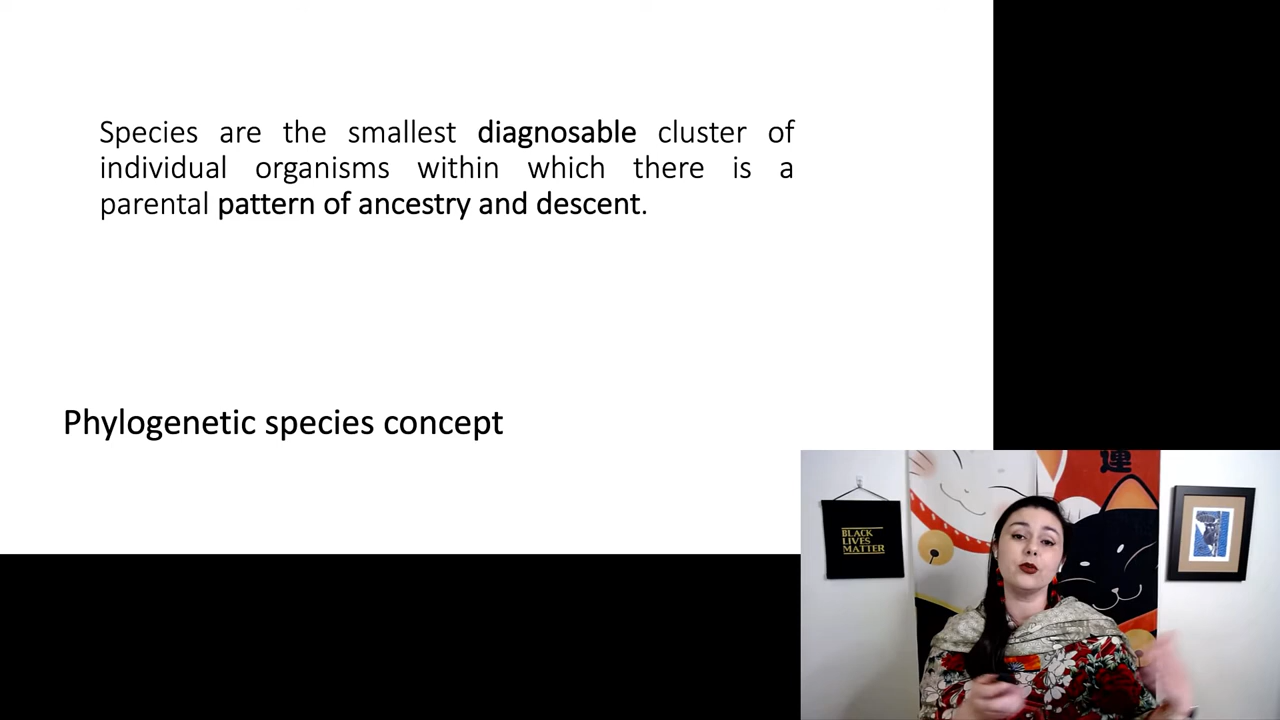 Species are the smallest diagnosable cluster of
individual organisms within which there is a
parental pattern of ancestry and descent.
Phylogenetic species concept
運
BLACK
LIVES
MATTER